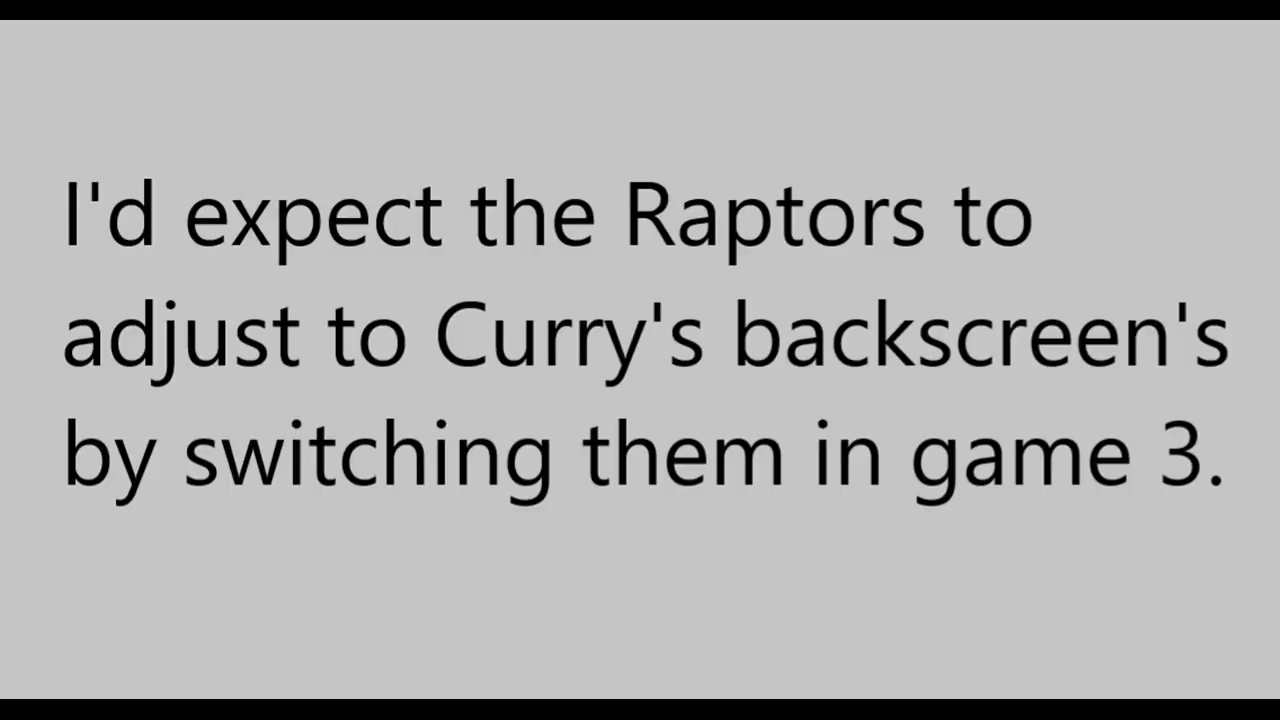 I'd expect the Raptors to
adjust to Curry's backscreen's
by switching them in game 3.